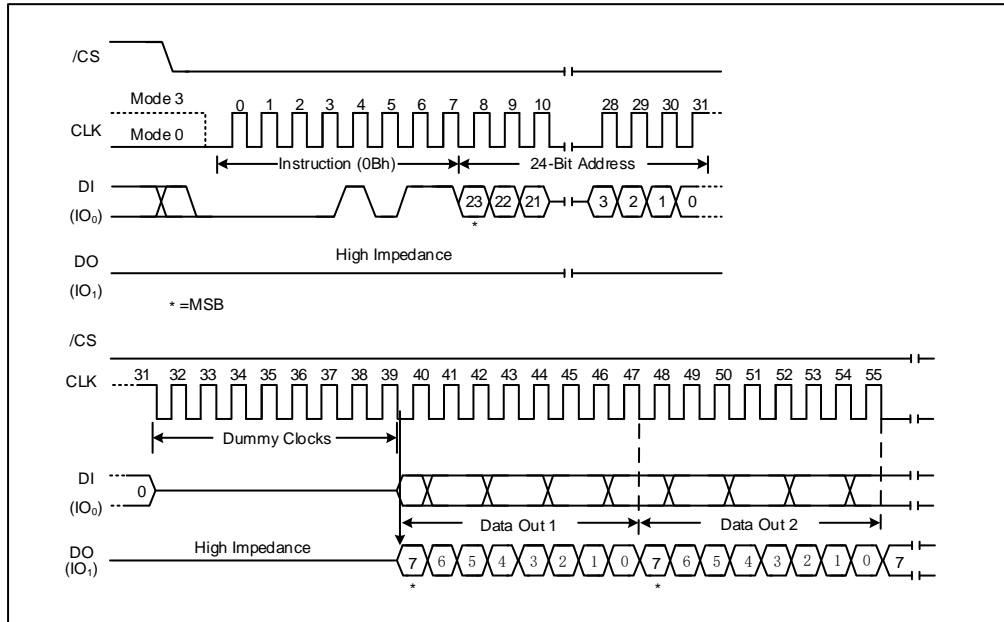 /CS
Mode 3
0 1 2 3 4 5 6 7 8 9 10 28 29 30 31
CLK
Mode 0
Instruction (0Bh) 24-Bit Address
DI
(IO₀)
23 22 21 3 2 1 0
*
High Impedance
DO
(IO₁)
* =MSB
/CS
31 32 33 34 35 36 37 38 39 40 41 42 43 44 45 46 47 48 49 50 51 52 53 54 55
CLK
Dummy Clocks
DI
(IO₀)
0
Data Out 1 Data Out 2
High Impedance
DO
(IO₁)
7 6 5 4 3 2 1 0 7 6 5 4 3 2 1 0 7
* *